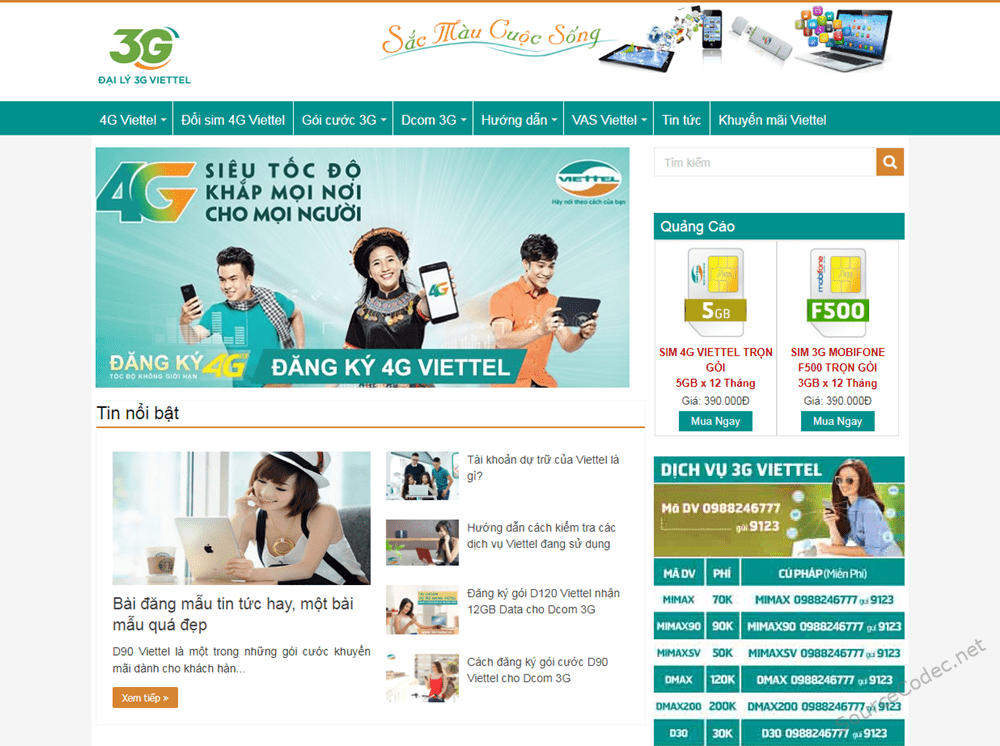 3G
ĐẠI LÝ 3G VIETTEL
Sắc Màu Cuộc Sống
4G Viettel
Đổi sim 4G Viettel
Gói cước 3G
Dcom 3G
Hướng dẫn
VAS Viettel
Tin tức
Khuyến mãi Viettel
4G
SIÊU TỐC ĐỘ
KHẮP MỌI NƠI
CHO MỌI NGƯỜI
VIETTEL
Hãy nói theo cách của bạn
4G
ĐĂNG KÝ 4G
TỐC ĐỘ KHÔNG GIỚI HẠN
ĐĂNG KÝ 4G VIETTEL
Tìm kiếm
Quảng Cáo
5GB
SIM 4G VIETTEL TRỌN
GÓI
5GB x 12 Tháng
Giá: 390.000Đ
Mua Ngay
mobifone
F500
SIM 3G MOBIFONE
F500 TRỌN GÓI
3GB x 12 Tháng
Giá: 390.000Đ
Mua Ngay
Tin nổi bật
Bài đăng mẫu tin tức hay, một bài
mẫu quá đẹp
D90 Viettel là một trong những gói cước khuyến
mãi dành cho khách hàn...
Xem tiếp »
Tài khoản dự trữ của Viettel là
gì?
Hướng dẫn cách kiểm tra các
dịch vụ Viettel đang sử dụng
Đăng ký gói D120 Viettel nhận
12GB Data cho Dcom 3G
Cách đăng ký gói cước D90
Viettel cho Dcom 3G
DỊCH VỤ 3G VIETTEL
Mã DV 0988246777
gửi 9123
MÃ DV PHÍ CÚ PHÁP (Miễn Phí)
MIMAX 70K MIMAX 0988246777 gửi 9123
MIMAX90 90K MIMAX90 0988246777 gửi 9123
MIMAXSV 50K MIMAXSV 0988246777 gửi 9123
DMAX 120K DMAX 0988246777 gửi 9123
DMAX200 200K DMAX200 0988246777 gửi 9123
D30 30K D30 0988246777 gửi 9123
SourceCodec.net